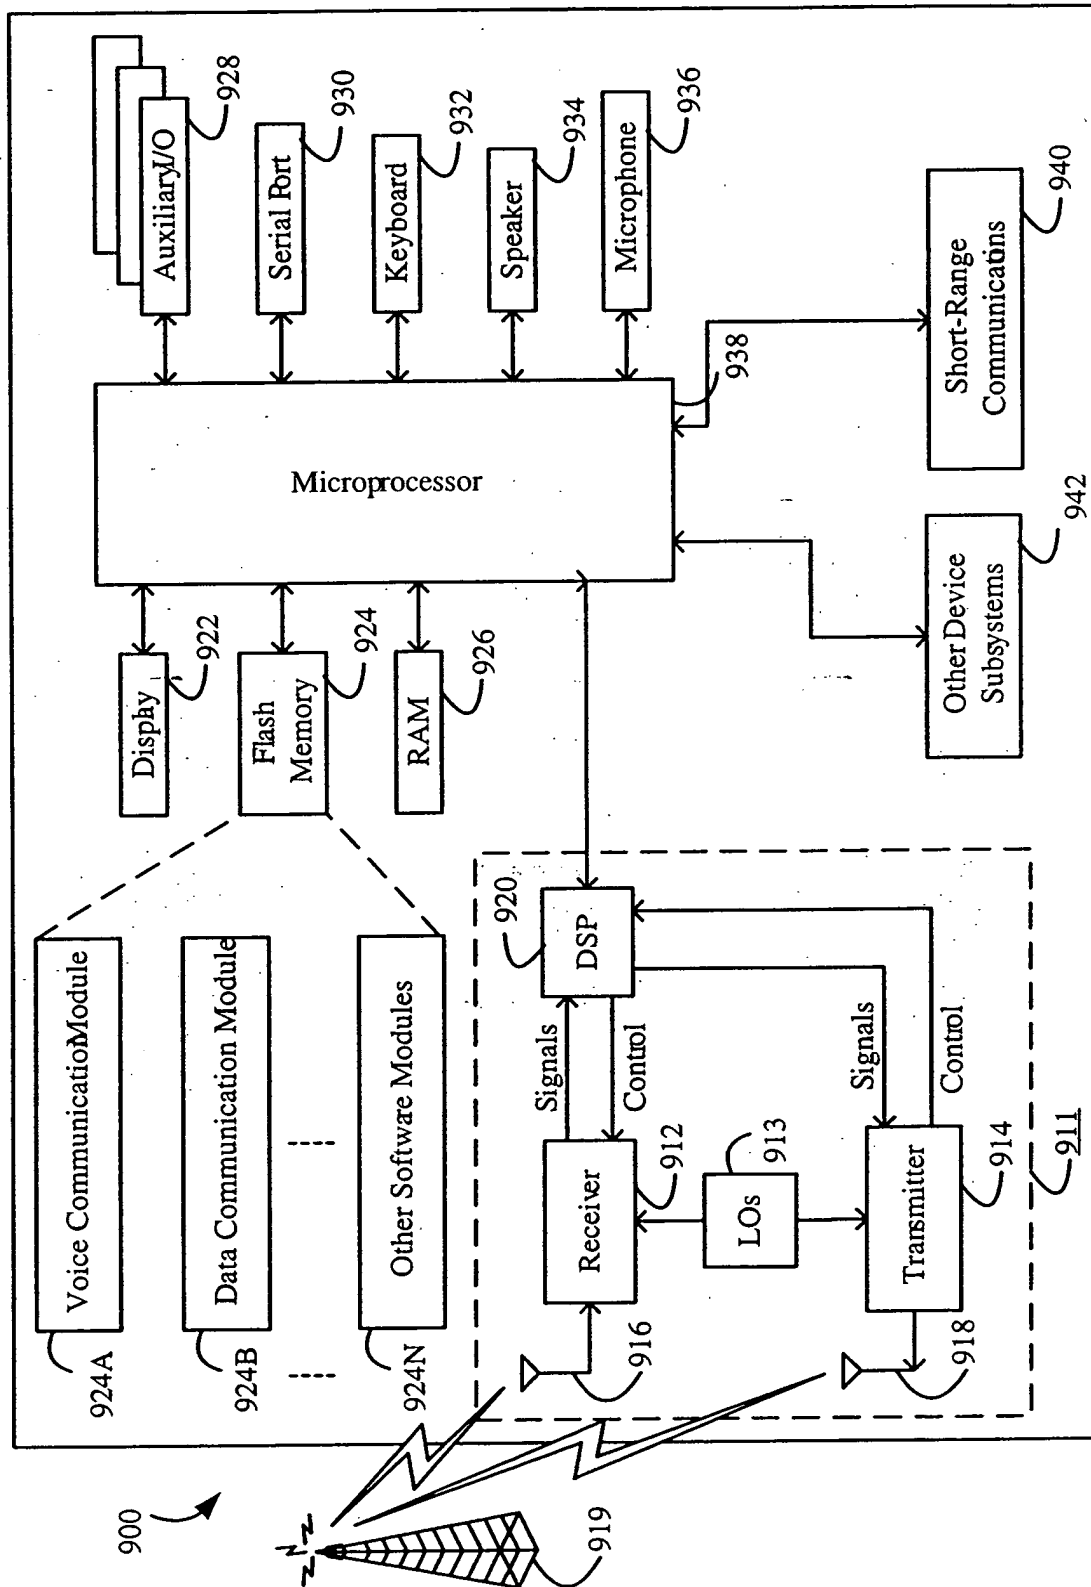 900
919
924A
Voice Communication Module
924B
Data Communication Module
924N
Other Software Modules
Display
922
Flash
Memory
924
RAM
926
Microprocessor
938
Auxiliary I/O
928
Serial Port
930
Keyboard
932
Speaker
934
Microphone
936
Short-Range
Communications
940
Other Device
Subsystems
942
920
DSP
Signals
Control
Receiver
912
916
LOs
913
Signals
Control
Transmitter
914
918
911